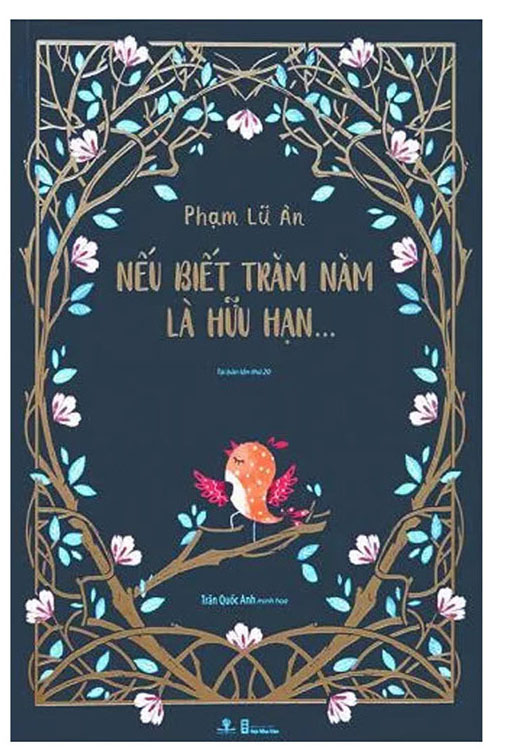 Phạm Lữ Ân
NẾU BIẾT TRĂM NĂM
LÀ HỮU HẠN...
Tái bản lần thứ 20
Trần Quốc Anh minh họa